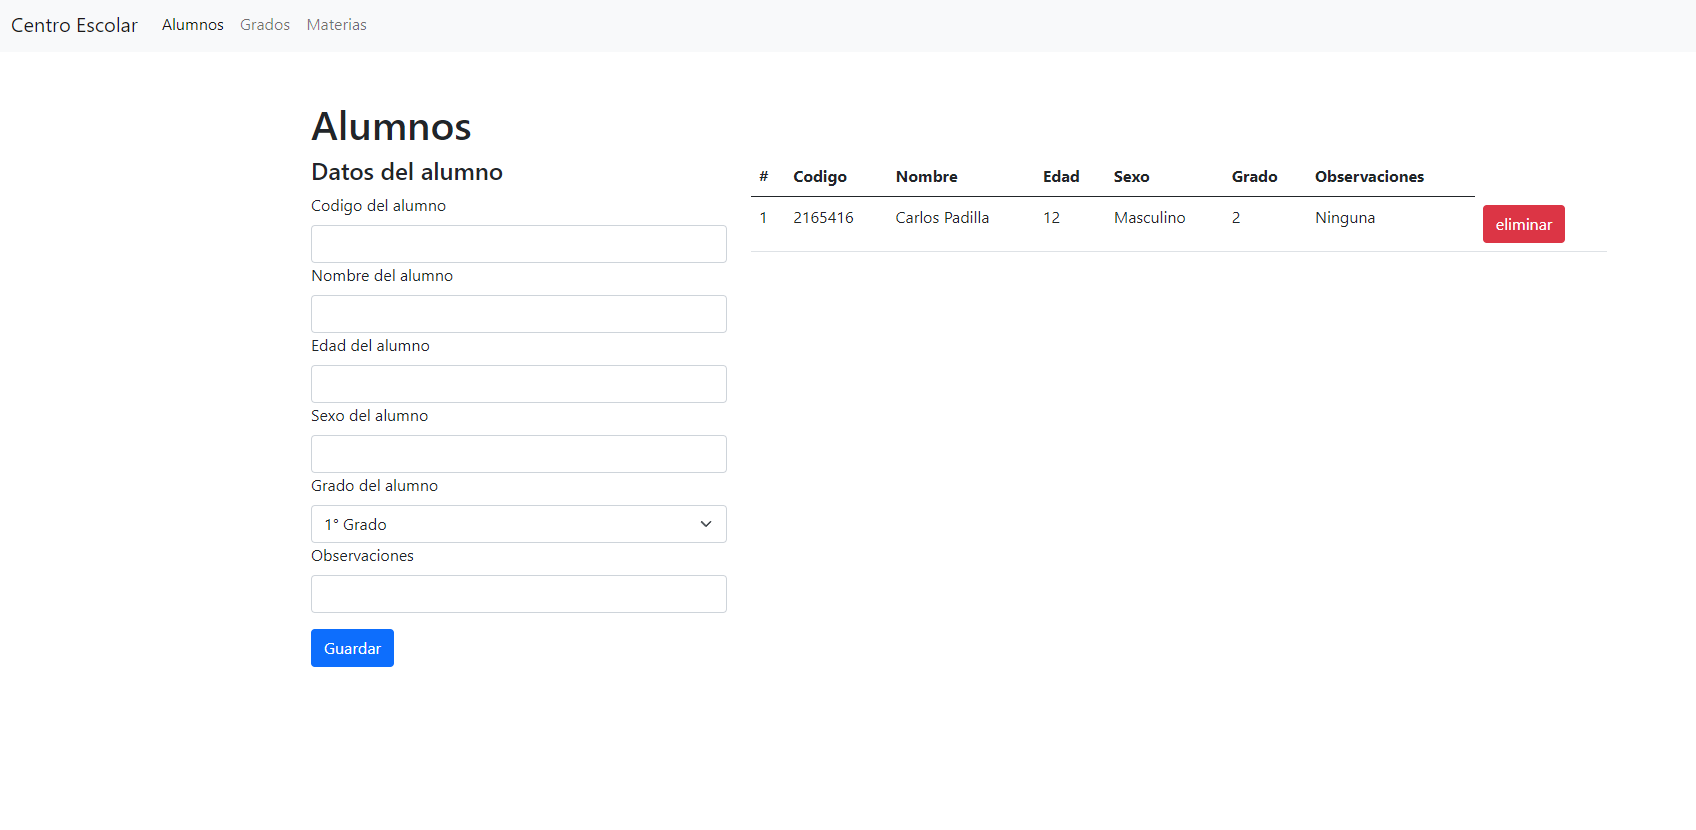 Centro Escolar Alumnos Grados Materias
Alumnos
Datos del alumno
Codigo del alumno
Nombre del alumno
Edad del alumno
Sexo del alumno
Grado del alumno
1° Grado
Observaciones
Guardar
# Codigo Nombre Edad Sexo Grado Observaciones
1 2165416 Carlos Padilla 12 Masculino 2 Ninguna eliminar